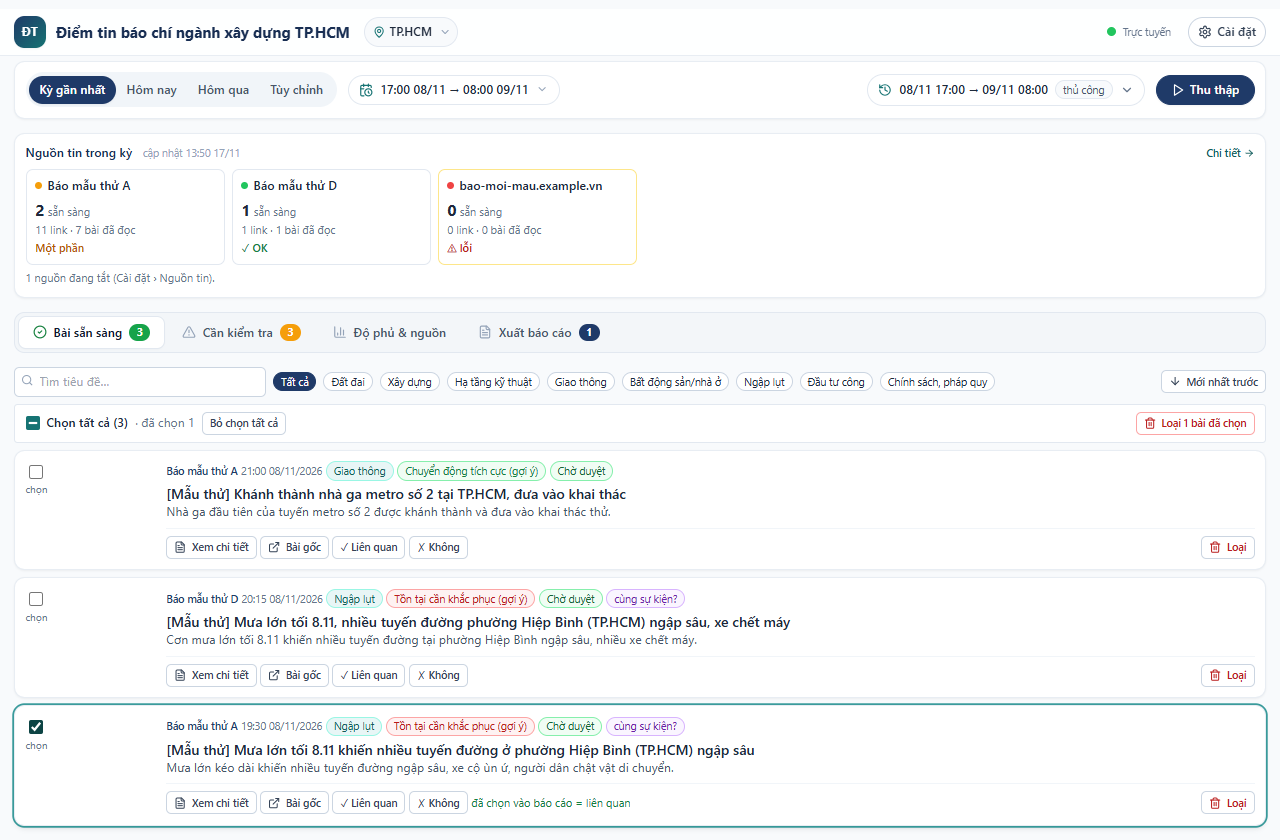 ĐT Điểm tin báo chí ngành xây dựng TP.HCM TP.HCM Trực tuyến Cài đặt
Kỳ gần nhất Hôm nay Hôm qua Tùy chỉnh 17:00 08/11 → 08:00 09/11 08/11 17:00 → 09/11 08:00 thủ công Thu thập
Nguồn tin trong kỳ cập nhật 13:50 17/11 Chi tiết →
Báo mẫu thử A
2 sẵn sàng
11 link · 7 bài đã đọc
Một phần
Báo mẫu thử D
1 sẵn sàng
1 link · 1 bài đã đọc
✓ OK
bao-moi-mau.example.vn
0 sẵn sàng
0 link · 0 bài đã đọc
⚠ lỗi
1 nguồn đang tắt (Cài đặt › Nguồn tin).
Bài sẵn sàng 3 Cần kiểm tra 3 Độ phủ & nguồn Xuất báo cáo 1
Tìm tiêu đề... Tất cả Đất đai Xây dựng Hạ tầng kỹ thuật Giao thông Bất động sản/nhà ở Ngập lụt Đầu tư công Chính sách, pháp quy ↓ Mới nhất trước
Chọn tất cả (3) · đã chọn 1 Bỏ chọn tất cả Loại 1 bài đã chọn
chọn
Báo mẫu thử A 21:00 08/11/2026 Giao thông Chuyển động tích cực (gợi ý) Chờ duyệt
[Mẫu thử] Khánh thành nhà ga metro số 2 tại TP.HCM, đưa vào khai thác
Nhà ga đầu tiên của tuyến metro số 2 được khánh thành và đưa vào khai thác thử.
Xem chi tiết Bài gốc ✓ Liên quan ✗ Không Loại
chọn
Báo mẫu thử D 20:15 08/11/2026 Ngập lụt Tồn tại cần khắc phục (gợi ý) Chờ duyệt cùng sự kiện?
[Mẫu thử] Mưa lớn tối 8.11, nhiều tuyến đường phường Hiệp Bình (TP.HCM) ngập sâu, xe chết máy
Cơn mưa lớn tối 8.11 khiến nhiều tuyến đường tại phường Hiệp Bình ngập sâu, nhiều xe chết máy.
Xem chi tiết Bài gốc ✓ Liên quan ✗ Không Loại
chọn
Báo mẫu thử A 19:30 08/11/2026 Ngập lụt Tồn tại cần khắc phục (gợi ý) Chờ duyệt cùng sự kiện?
[Mẫu thử] Mưa lớn tối 8.11 khiến nhiều tuyến đường ở phường Hiệp Bình (TP.HCM) ngập sâu
Mưa lớn kéo dài khiến nhiều tuyến đường ngập sâu, xe cộ ùn ứ, người dân chật vật di chuyển.
Xem chi tiết Bài gốc ✓ Liên quan ✗ Không đã chọn vào báo cáo = liên quan Loại